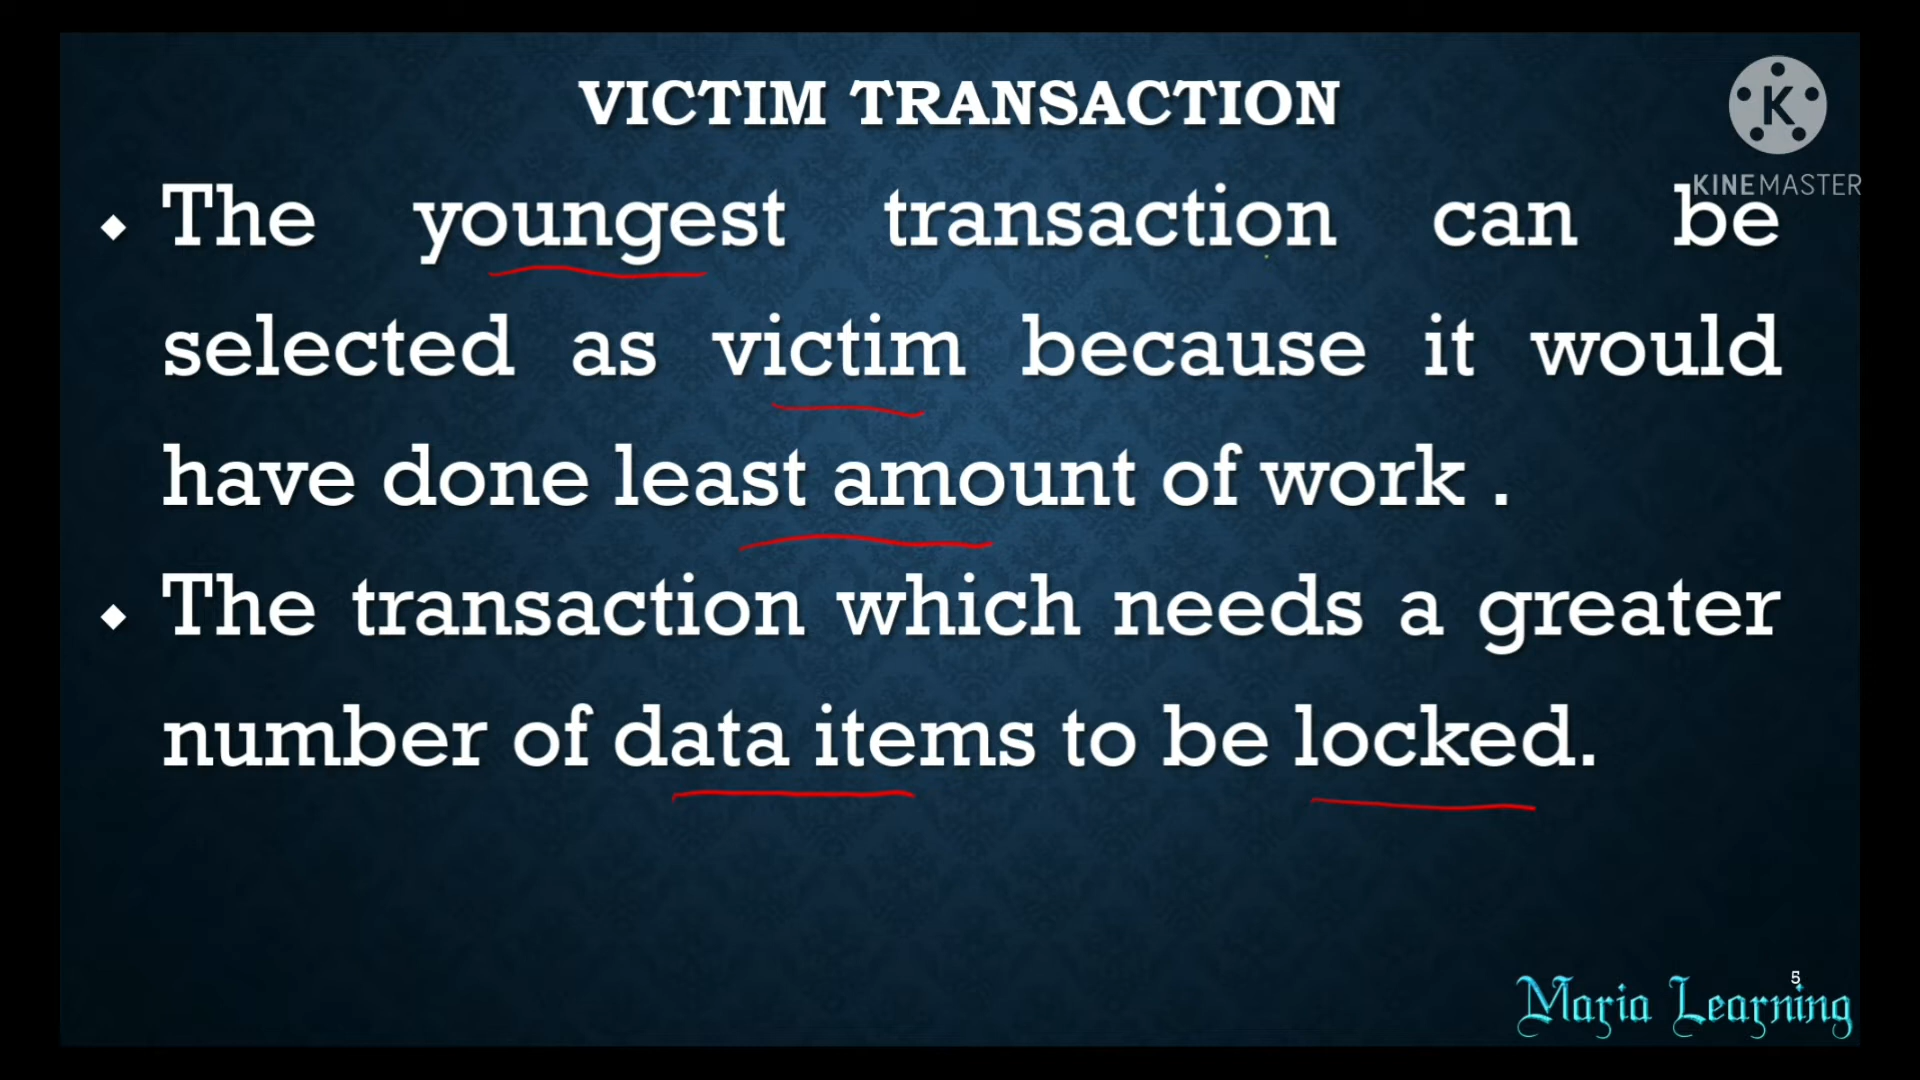 VICTIM TRANSACTION
K
KINEMASTER
The youngest transaction can be
selected as victim because it would
have done least amount of work .
The transaction which needs a greater
number of data items to be locked.
5
Maria Learning